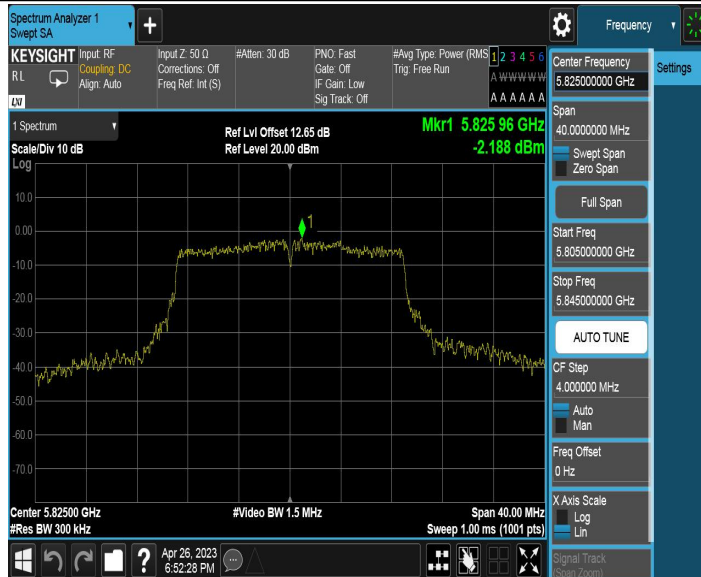 Spectrum Analyzer 1
Swept SA
Frequency
KEYSIGHT
RL
LXI
Input: RF
Coupling: DC
Align: Auto
Input Z: 50 Ω
Corrections: Off
Freq Ref: Int (S)
#Atten: 30 dB
PNO: Fast
Gate: Off
IF Gain: Low
Sig Track: Off
#Avg Type: Power (RMS
Trig: Free Run
1 2 3 4 5 6
A W W W W W
A A A A A A
1 Spectrum
Scale/Div 10 dB
Ref Lvl Offset 12.65 dB
Ref Level 20.00 dBm
Mkr1 5.825 96 GHz
-2.188 dBm
Log
10.0
0.00
-10.0
-20.0
-30.0
-40.0
-50.0
-60.0
-70.0
1
Center 5.82500 GHz
#Res BW 300 kHz
#Video BW 1.5 MHz
Span 40.00 MHz
Sweep 1.00 ms (1001 pts)
Apr 26, 2023
6:52:28 PM
Center Frequency
5.825000000 GHz
Settings
Span
40.0000000 MHz
Swept Span
Zero Span
Full Span
Start Freq
5.805000000 GHz
Stop Freq
5.845000000 GHz
AUTO TUNE
CF Step
4.000000 MHz
Auto
Man
Freq Offset
0 Hz
X Axis Scale
Log
Lin
Signal Track
(Span Zoom)